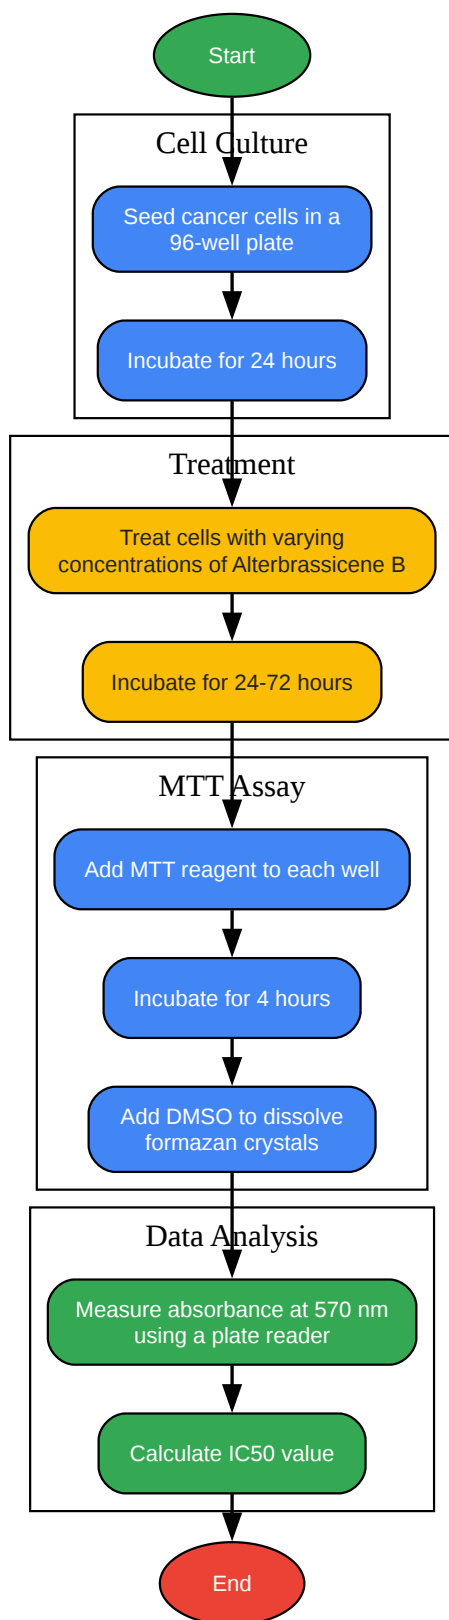 Start
Cell Culture
Seed cancer cells in a
96-well plate
Incubate for 24 hours
Treatment
Treat cells with varying
concentrations of Alterbrassicene B
Incubate for 24-72 hours
MTT Assay
Add MTT reagent to each well
Incubate for 4 hours
Add DMSO to dissolve
formazan crystals
Data Analysis
Measure absorbance at 570 nm
using a plate reader
Calculate IC50 value
End